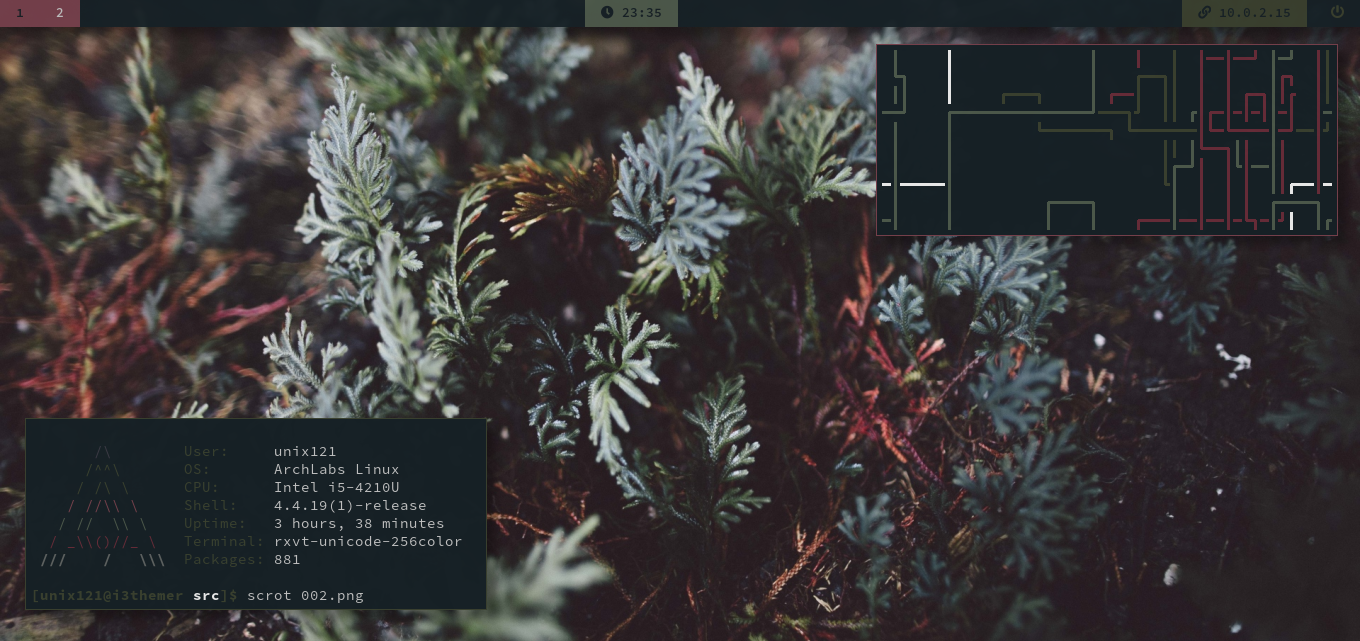 1 2 23:35 10.0.2.15
/\ User: unix121
/^^\ OS: ArchLabs Linux
/ /\ \ CPU: Intel i5-4210U
/ //\\ \ Shell: 4.4.19(1)-release
/ // \\ \ Uptime: 3 hours, 38 minutes
/ _\\()//_ \ Terminal: rxvt-unicode-256color
/// / \\\ Packages: 881
[unix121@i3themer src]$ scrot 002.png